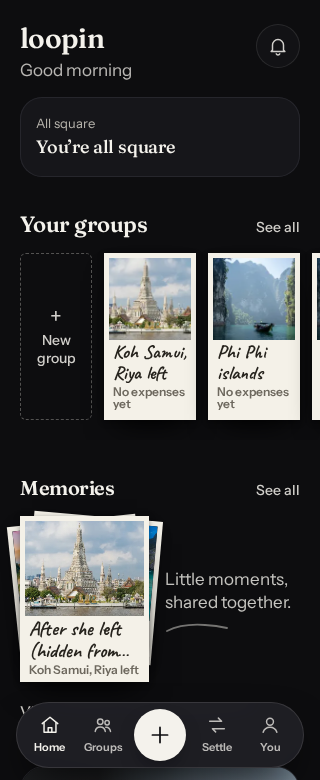 loopin
Good morning
All square
You're all square
Your groups
See all
+
New
group
Koh Samui,
Riya left
No expenses
yet
Phi Phi
islands
No expenses
yet
Memories
See all
After she left
(hidden from...
Koh Samui, Riya left
Little moments,
shared together.
Home
Groups
+
Settle
You